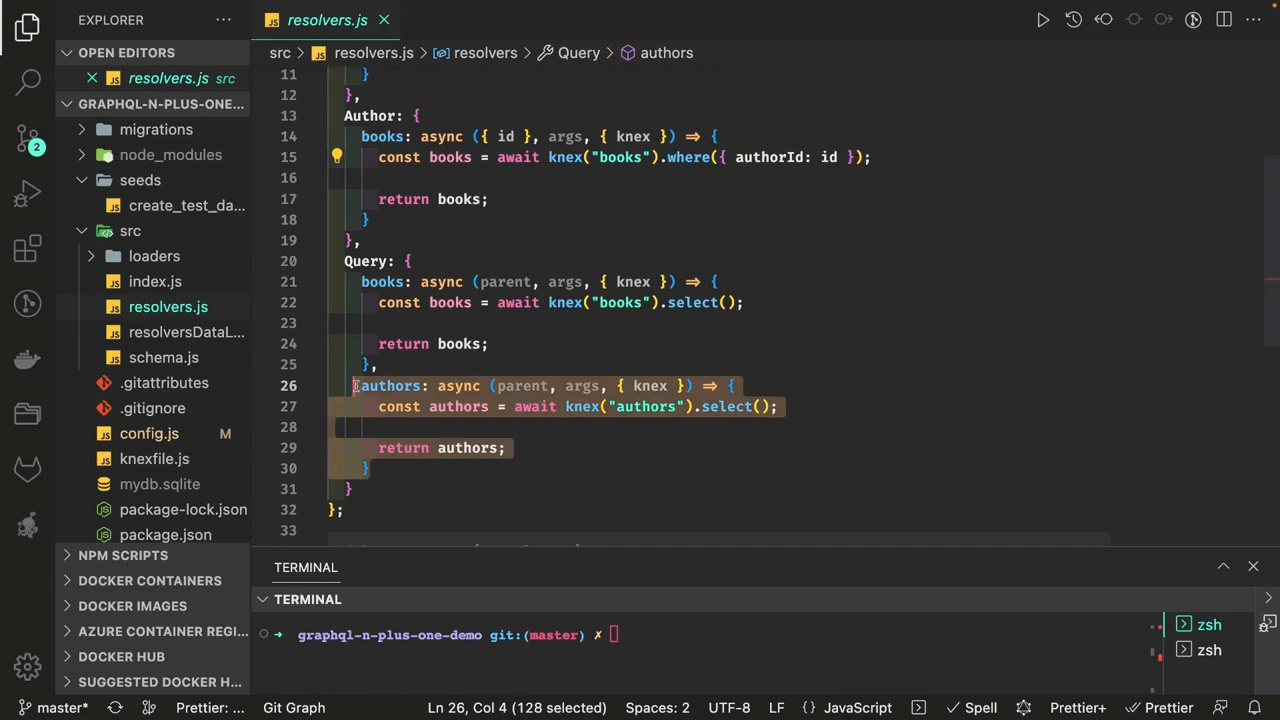 EXPLORER
resolvers.js
OPEN EDITORS
resolvers.js src
GRAPHQL-N-PLUS-ONE...
migrations
node_modules
seeds
create_test_da...
src
loaders
index.js
resolvers.js
resolversDataL...
schema.js
.gitattributes
.gitignore
config.js M
knexfile.js
mydb.sqlite
package-lock.json
package.json
NPM SCRIPTS
DOCKER CONTAINERS
DOCKER IMAGES
AZURE CONTAINER REGI...
DOCKER HUB
SUGGESTED DOCKER H...
2
src > resolvers.js > resolvers > Query > authors
11 }
12 },
13 Author: {
14 books: async ({ id }, args, { knex }) => {
15 const books = await knex("books").where({ authorId: id });
16
17 return books;
18 }
19 },
20 Query: {
21 books: async (parent, args, { knex }) => {
22 const books = await knex("books").select();
23
24 return books;
25 },
26 authors: async (parent, args, { knex }) => {
27 const authors = await knex("authors").select();
28
29 return authors;
30 }
31 }
32 };
33
TERMINAL
TERMINAL
graphql-n-plus-one-demo git:(master) ✗
zsh
zsh
master* Git Graph Prettier: ... Ln 26, Col 4 (128 selected) Spaces: 2 UTF-8 LF {} JavaScript Spell Prettier+ Prettier